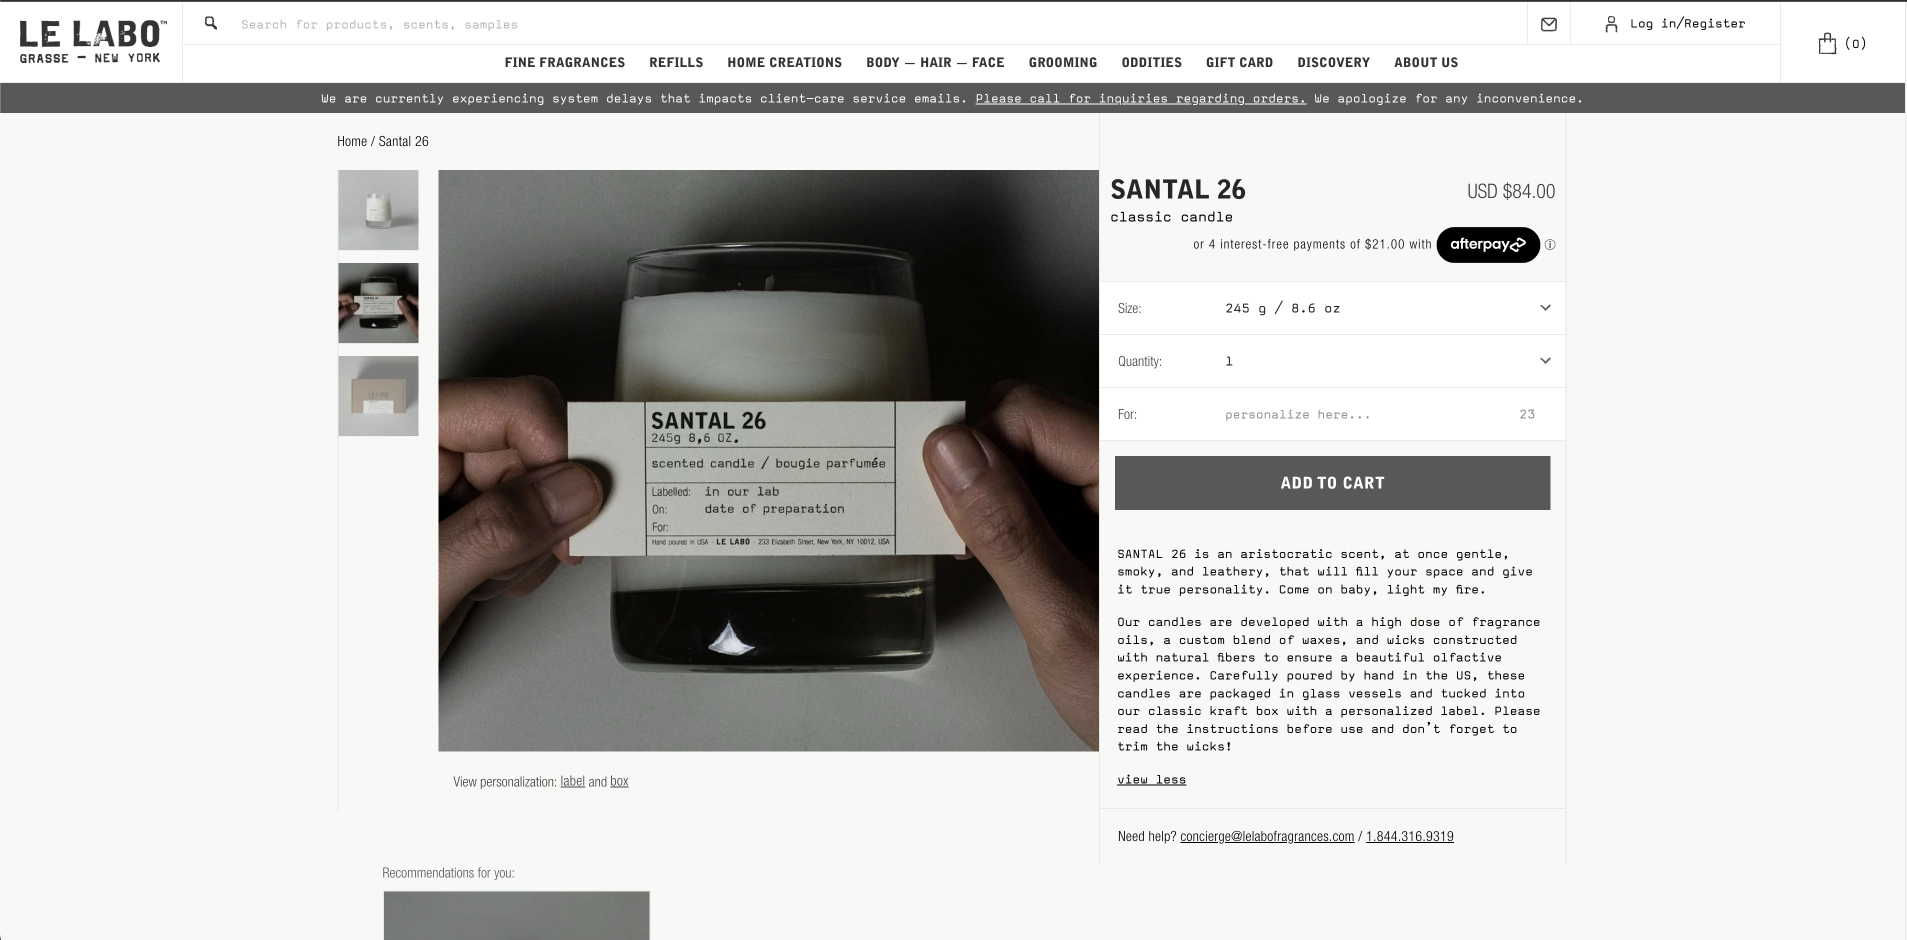 LE LABO™
GRASSE — NEW YORK
Search for products, scents, samples
Log in/Register
(0)
FINE FRAGRANCES REFILLS HOME CREATIONS BODY — HAIR — FACE GROOMING ODDITIES GIFT CARD DISCOVERY ABOUT US
We are currently experiencing system delays that impacts client-care service emails. Please call for inquiries regarding orders. We apologize for any inconvenience.
Home / Santal 26
SANTAL 26
245g 8,6 OZ.
scented candle / bougie parfumée
Labelled: in our lab
On: date of preparation
For:
Hand poured in USA - LE LABO - 233 Elizabeth Street, New York, NY 10012, USA
View personalization: label and box
SANTAL 26 USD $84.00
classic candle
or 4 interest-free payments of $21.00 with afterpay ⓘ
Size: 245 g / 8.6 oz
Quantity: 1
For: personalize here... 23
ADD TO CART
SANTAL 26 is an aristocratic scent, at once gentle,
smoky, and leathery, that will fill your space and give
it true personality. Come on baby, light my fire.
Our candles are developed with a high dose of fragrance
oils, a custom blend of waxes, and wicks constructed
with natural fibers to ensure a beautiful olfactive
experience. Carefully poured by hand in the US, these
candles are packaged in glass vessels and tucked into
our classic kraft box with a personalized label. Please
read the instructions before use and don't forget to
trim the wicks!
view less
Need help? concierge@lelabofragrances.com / 1.844.316.9319
Recommendations for you: